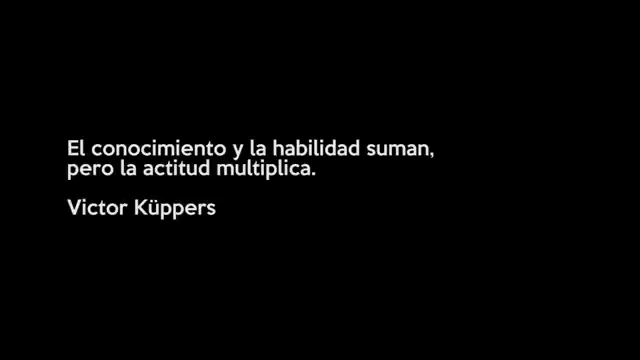 El conocimiento y la habilidad suman,
pero la actitud multiplica.
Victor Küppers